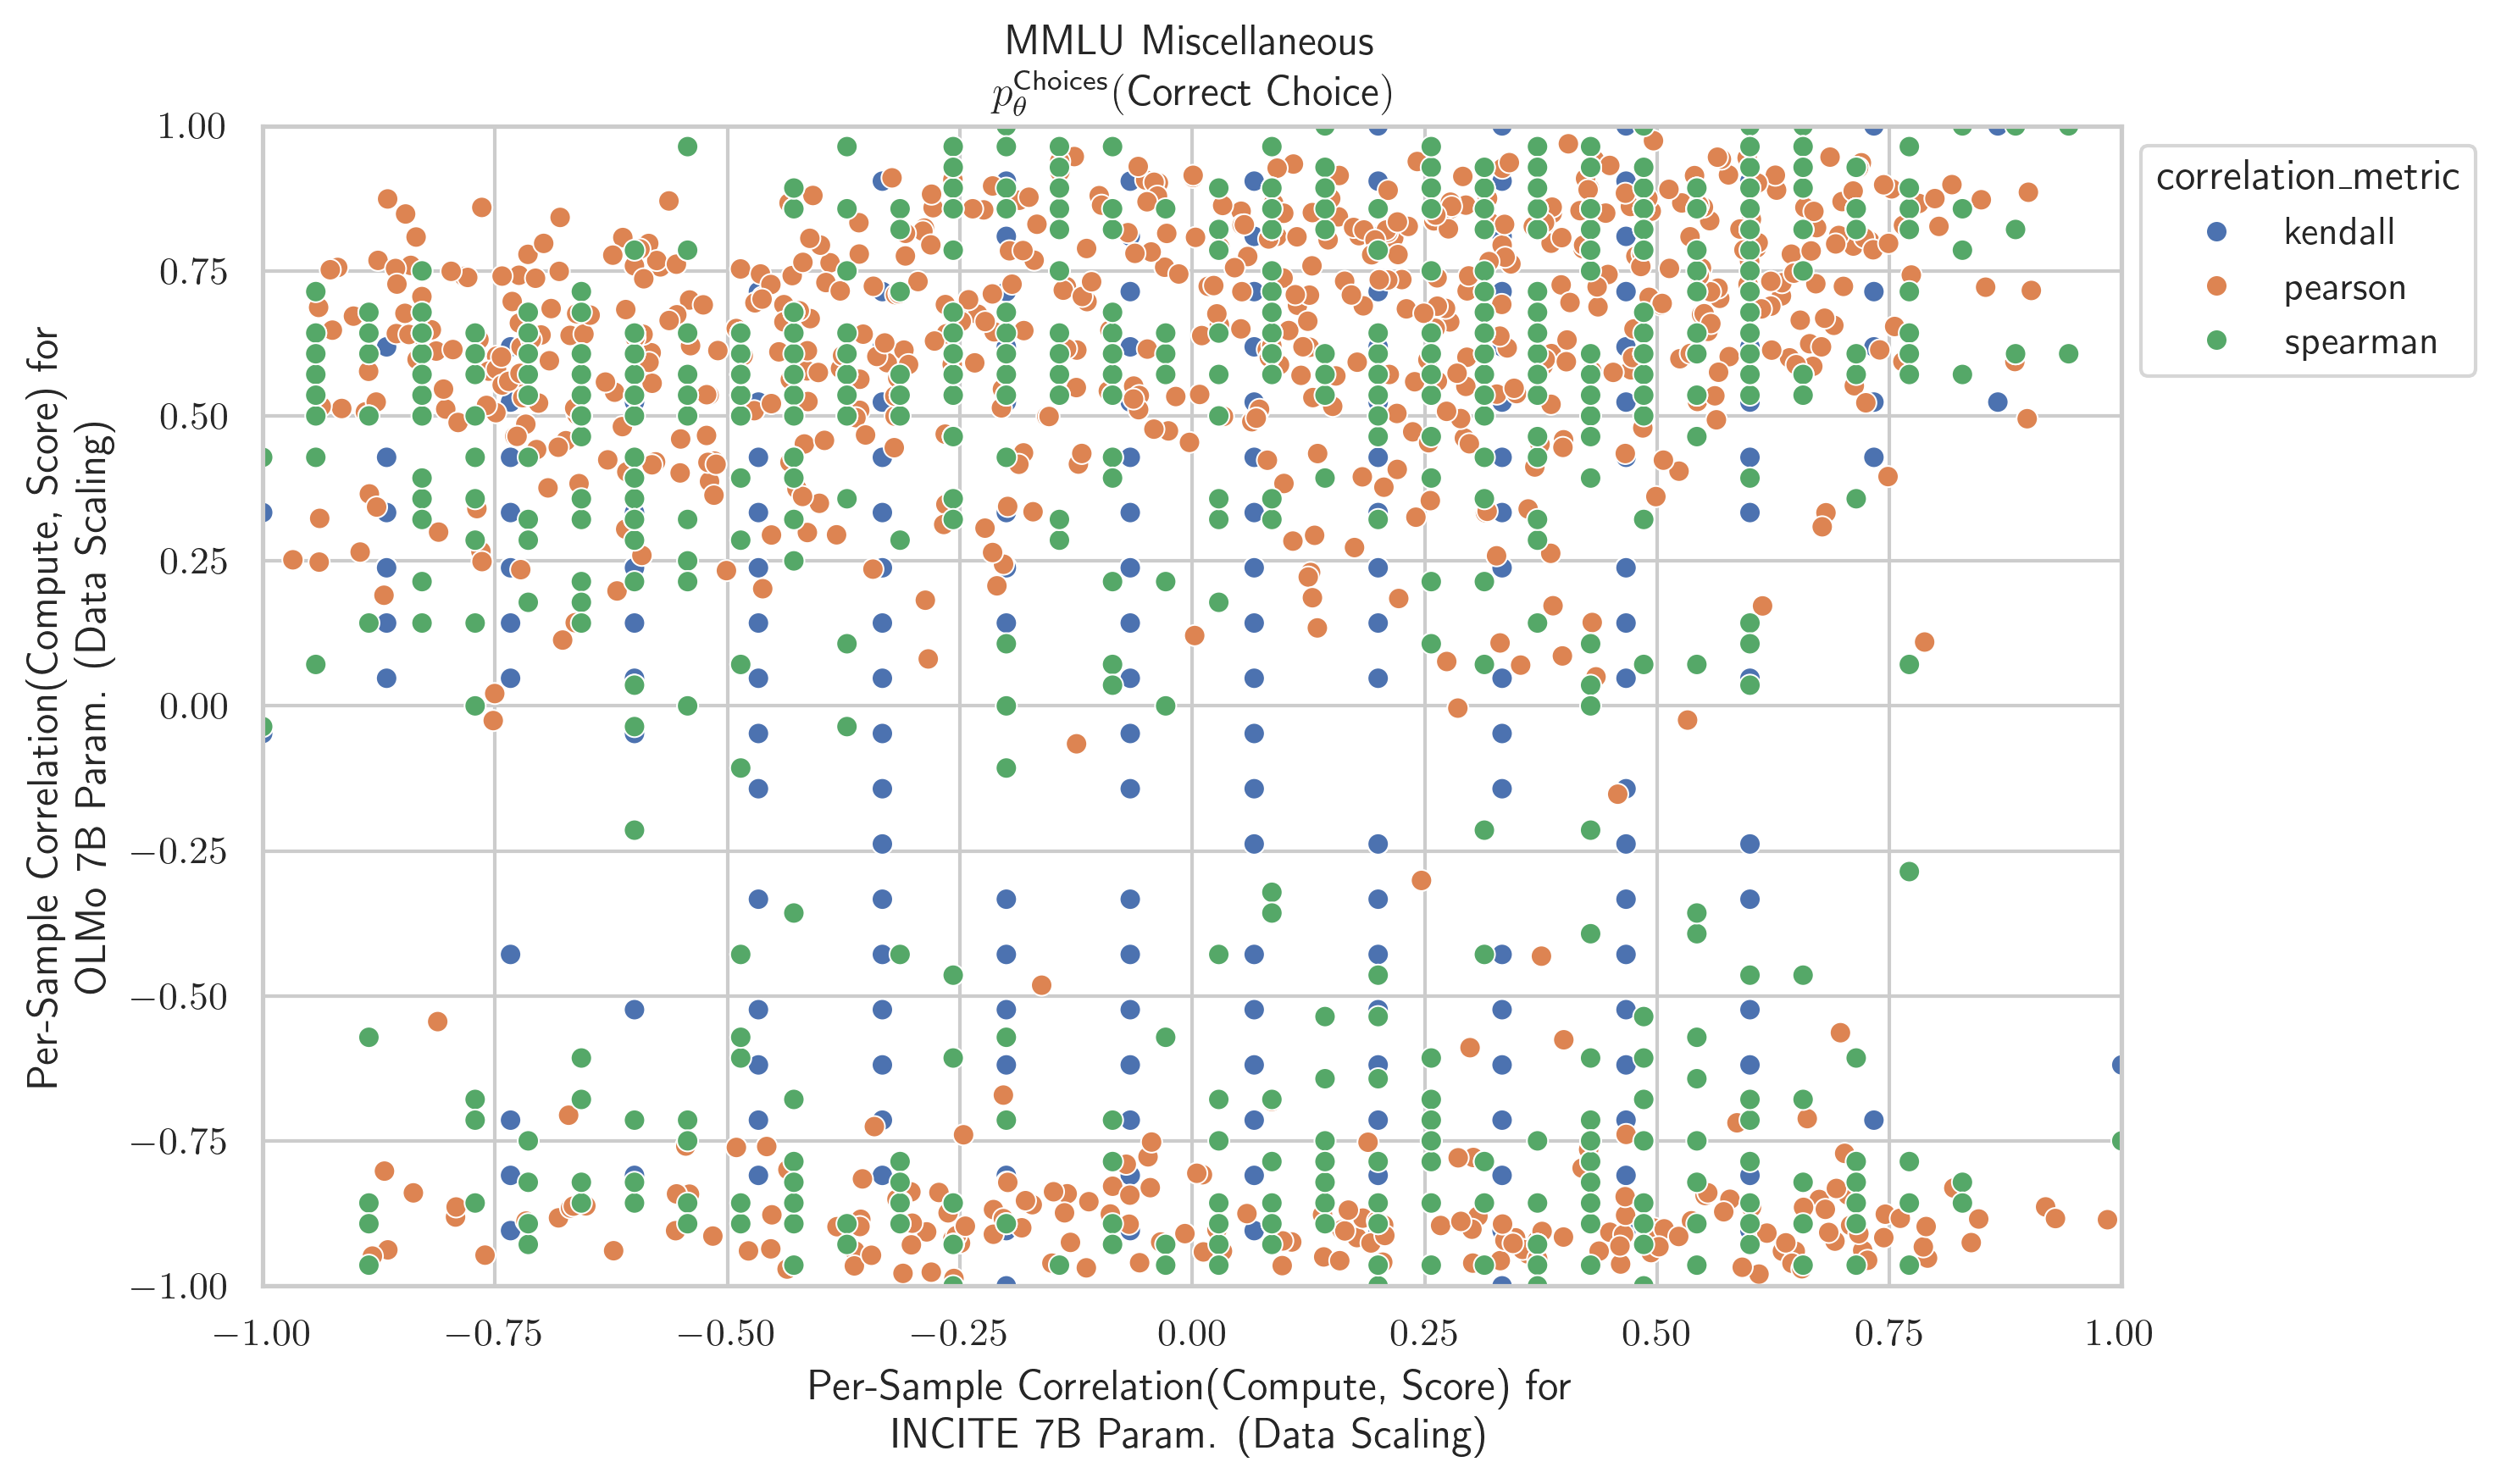 MMLU Miscellaneous
p_θ^Choices(Correct Choice)
1.00
0.75
0.50
0.25
0.00
−0.25
−0.50
−0.75
−1.00
Per-Sample Correlation(Compute, Score) for
OLMo 7B Param. (Data Scaling)
correlation_metric
kendall
pearson
spearman
−1.00 −0.75 −0.50 −0.25 0.00 0.25 0.50 0.75 1.00
Per-Sample Correlation(Compute, Score) for
INCITE 7B Param. (Data Scaling)